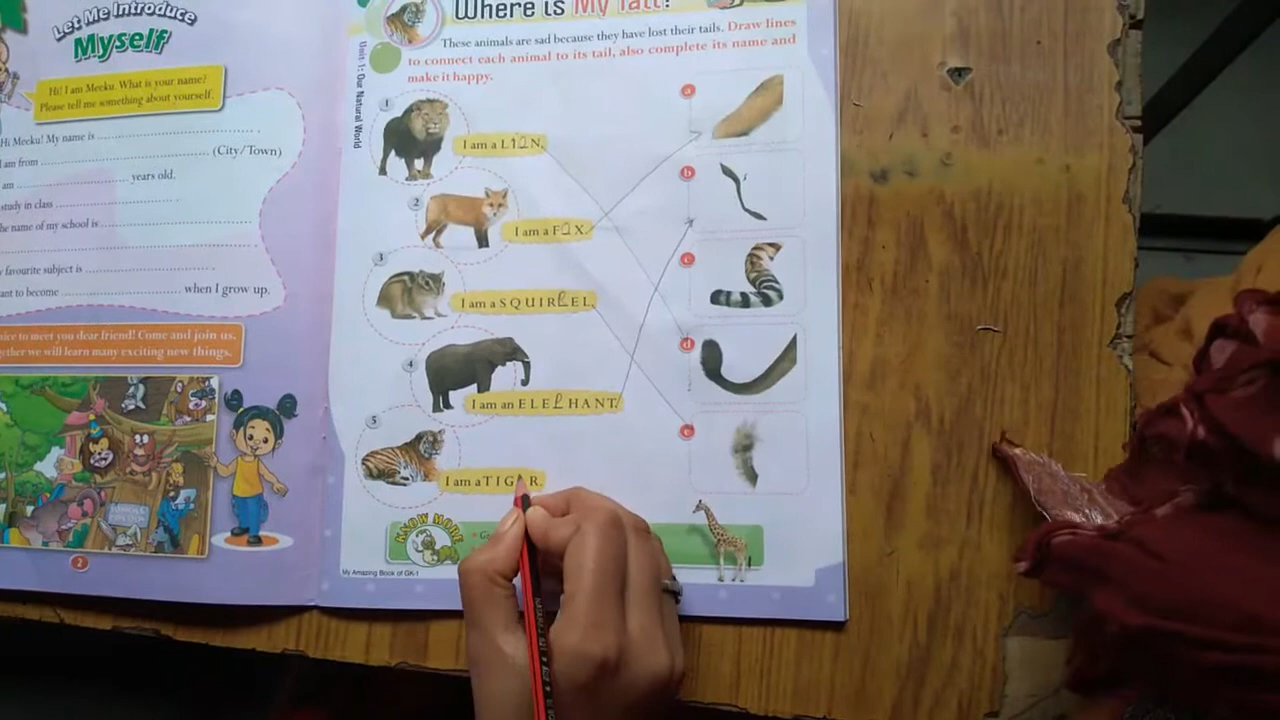 Let Me Introduce
Myself
Hi! I am Meeku. What is your name?
Please tell me something about yourself.
Hi Meeku! My name is
am from (City/Town)
am years old.
study in class
he name of my school is
favourite subject is
ant to become when I grow up.
nice to meet you dear friend! Come and join us.
gether we will learn many exciting new things.
2
Unit 1: Our Natural World
Where is My Tail?
These animals are sad because they have lost their tails. Draw lines
to connect each animal to its tail, also complete its name and
make it happy.
1
I am a LION.
2
I am a FOX.
3
I am a SQUIRREL.
4
I am an ELEPHANT.
5
I am a TIG R.
a
b
c
d
e
KNOW MORE
My Amazing Book of GK-1